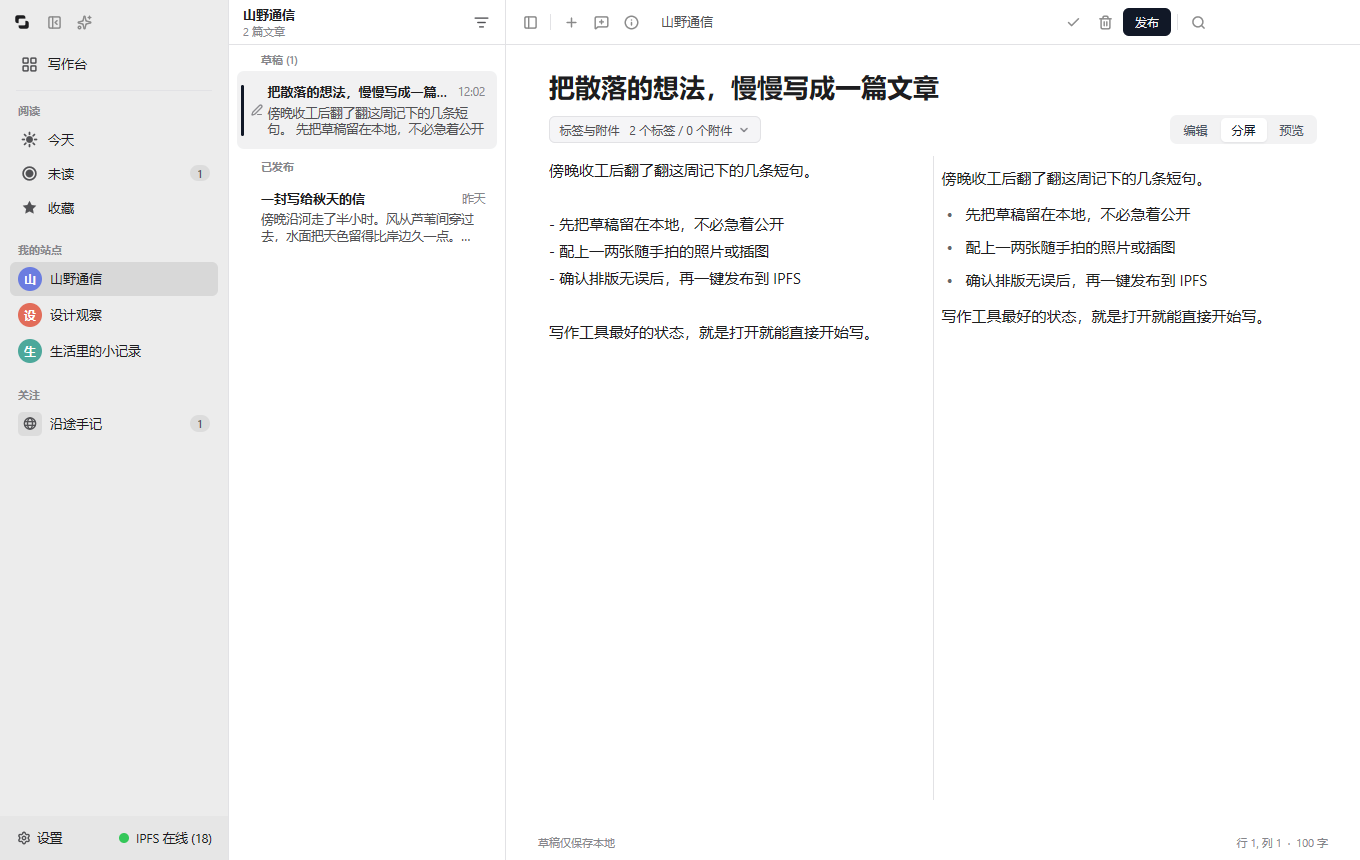 写作台
阅读
今天
未读 1
收藏
我的站点
山 山野通信
设 设计观察
生 生活里的小记录
关注
沿途手记 1
设置 IPFS 在线 (18)
山野通信
2 篇文章
草稿 (1)
把散落的想法，慢慢写成一篇... 12:02
傍晚收工后翻了翻这周记下的几条短
句。 先把草稿留在本地，不必急着公开
已发布
一封写给秋天的信 昨天
傍晚沿河走了半小时。风从芦苇间穿过
去，水面把天色留得比岸边久一点。...
山野通信 发布
把散落的想法，慢慢写成一篇文章
标签与附件 2 个标签 / 0 个附件
编辑 分屏 预览
傍晚收工后翻了翻这周记下的几条短句。
- 先把草稿留在本地，不必急着公开
- 配上一两张随手拍的照片或插图
- 确认排版无误后，再一键发布到 IPFS
写作工具最好的状态，就是打开就能直接开始写。
傍晚收工后翻了翻这周记下的几条短句。
• 先把草稿留在本地，不必急着公开
• 配上一两张随手拍的照片或插图
• 确认排版无误后，再一键发布到 IPFS
写作工具最好的状态，就是打开就能直接开始写。
草稿仅保存本地
行 1, 列 1 · 100 字